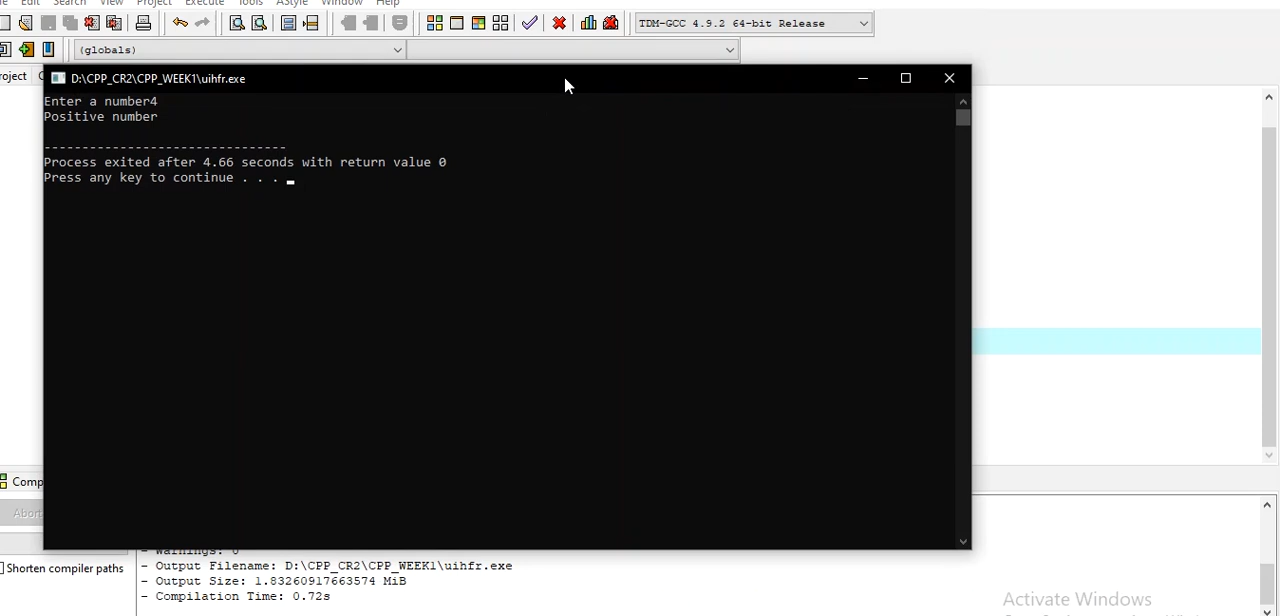 Edit Search View Project Execute Tools AStyle Window Help
TDM-GCC 4.9.2 64-bit Release
(globals)
D:\CPP_CR2\CPP_WEEK1\uihfr.exe
Enter a number4
Positive number
--------------------------------
Process exited after 4.66 seconds with return value 0
Press any key to continue . . .
- Warnings: 0
Shorten compiler paths
- Output Filename: D:\CPP_CR2\CPP_WEEK1\uihfr.exe
- Output Size: 1.83260917663574 MiB
- Compilation Time: 0.72s
Activate Windows